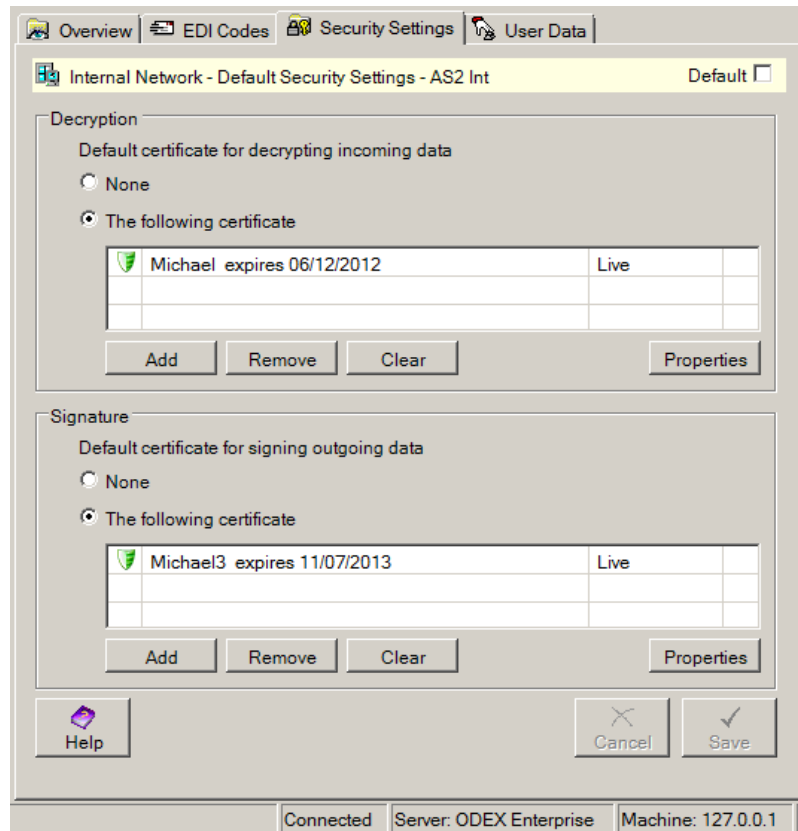 Overview EDI Codes Security Settings User Data
Internal Network - Default Security Settings - AS2 Int Default
Decryption
Default certificate for decrypting incoming data
None
The following certificate
Michael expires 06/12/2012 Live
Add Remove Clear Properties
Signature
Default certificate for signing outgoing data
None
The following certificate
Michael3 expires 11/07/2013 Live
Add Remove Clear Properties
Help Cancel Save
Connected Server: ODEX Enterprise Machine: 127.0.0.1